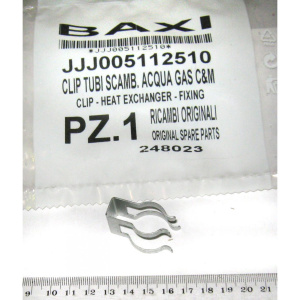 BAXI
*JJJ005112510*
JJJ005112510
CLIP TUBI SCAMB. ACQUA GAS C&M
CLIP - HEAT EXCHANGER - FIXING
PZ.1 RICAMBI ORIGINALI
ORIGINAL SPARE PARTS
248023
9 10 11 12 13 14 15 16 17 18 19 20 21